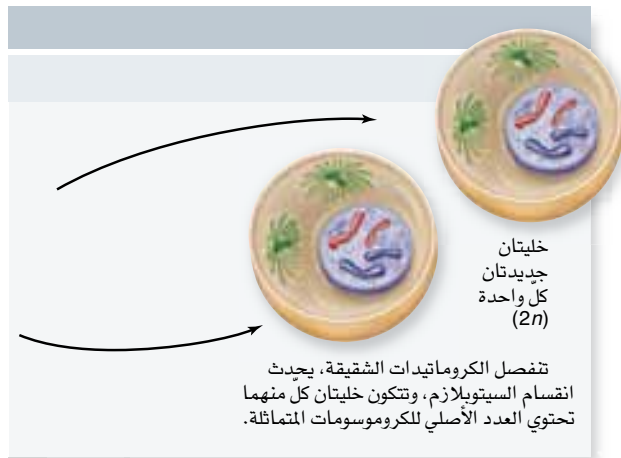 خليتان
جديدتان
كلّ واحدة
(2n)
تنفصل الكروماتيدات الشقيقة، يحدث
انقسام السيتوبلازم، وتتكون خليتان كلّ منهما
تحتوي العدد الأصلي للكروموسومات المتماثلة.